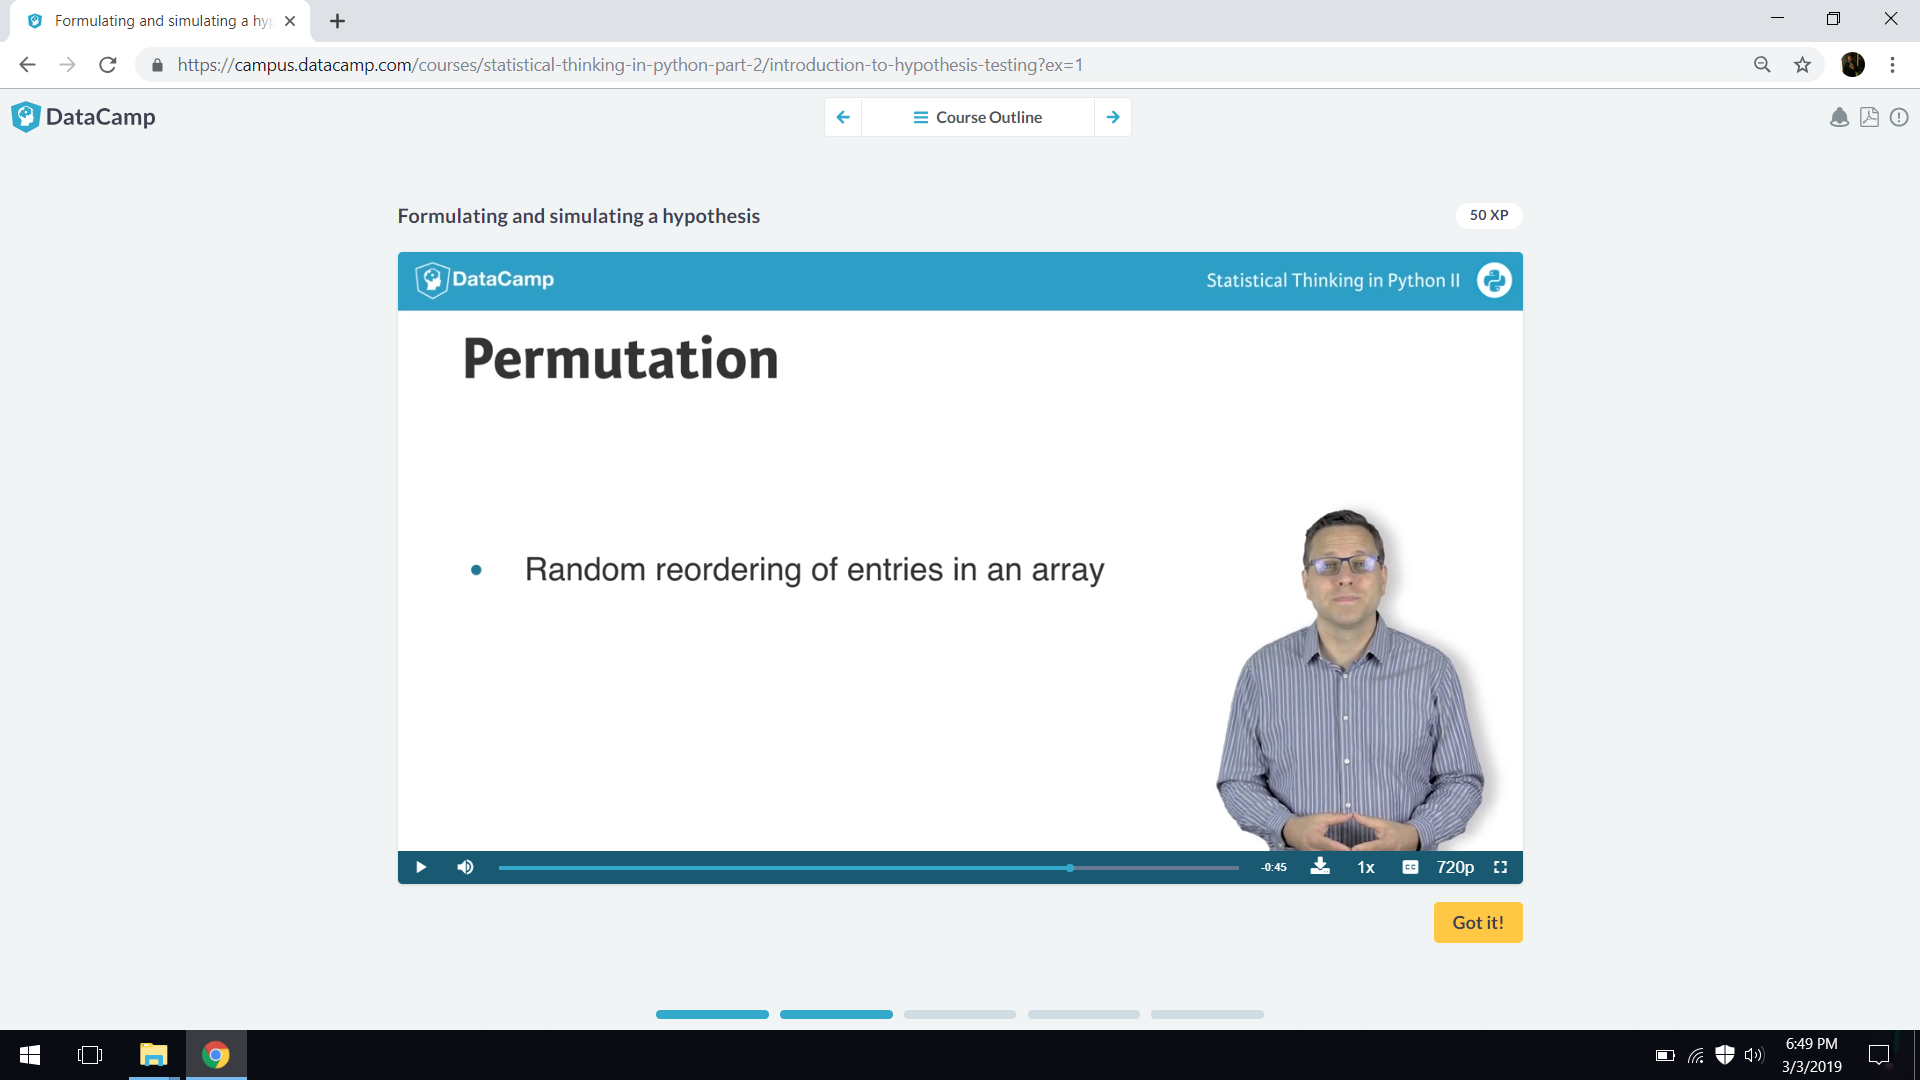 Formulating and simulating a hyp
https://campus.datacamp.com/courses/statistical-thinking-in-python-part-2/introduction-to-hypothesis-testing?ex=1
DataCamp
Course Outline
Formulating and simulating a hypothesis
50 XP
DataCamp
Statistical Thinking in Python II
Permutation
• Random reordering of entries in an array
-0:45
1x
CC
720p
Got it!
6:49 PM
3/3/2019